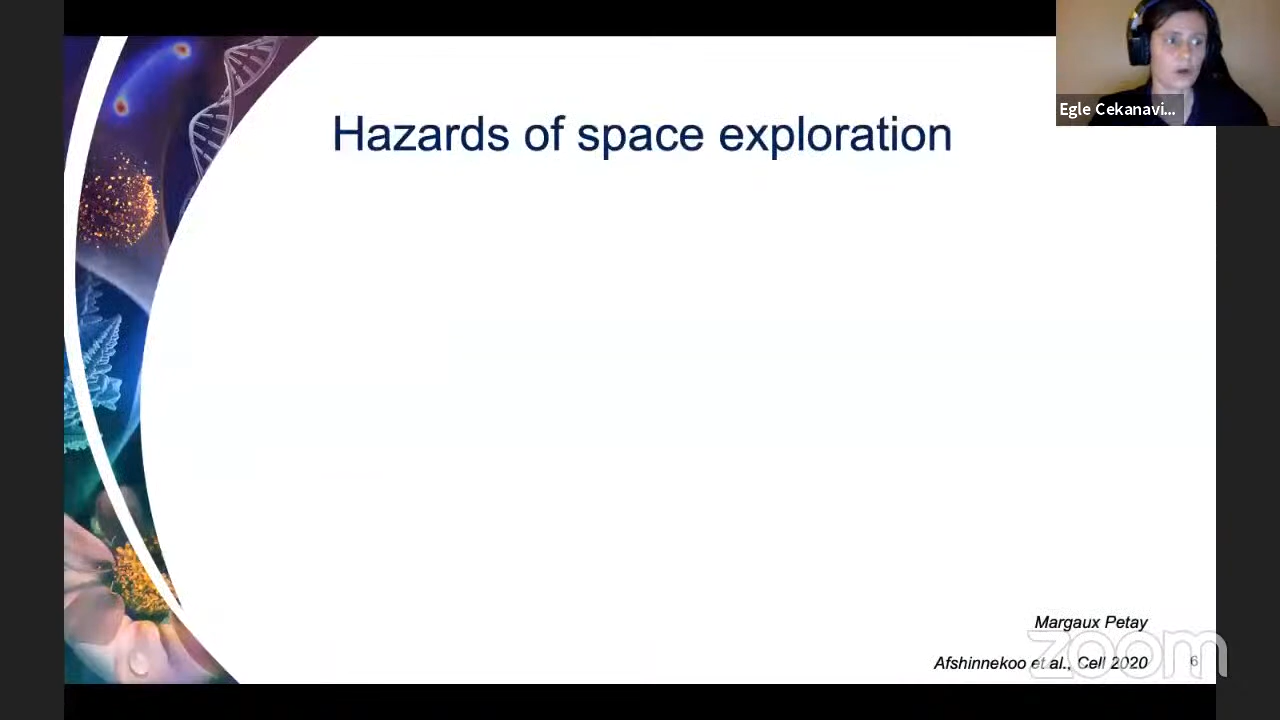 Egle Cekanavi...
Hazards of space exploration
Margaux Petay
Afshinnekoo et al., Cell 2020
6
zoom